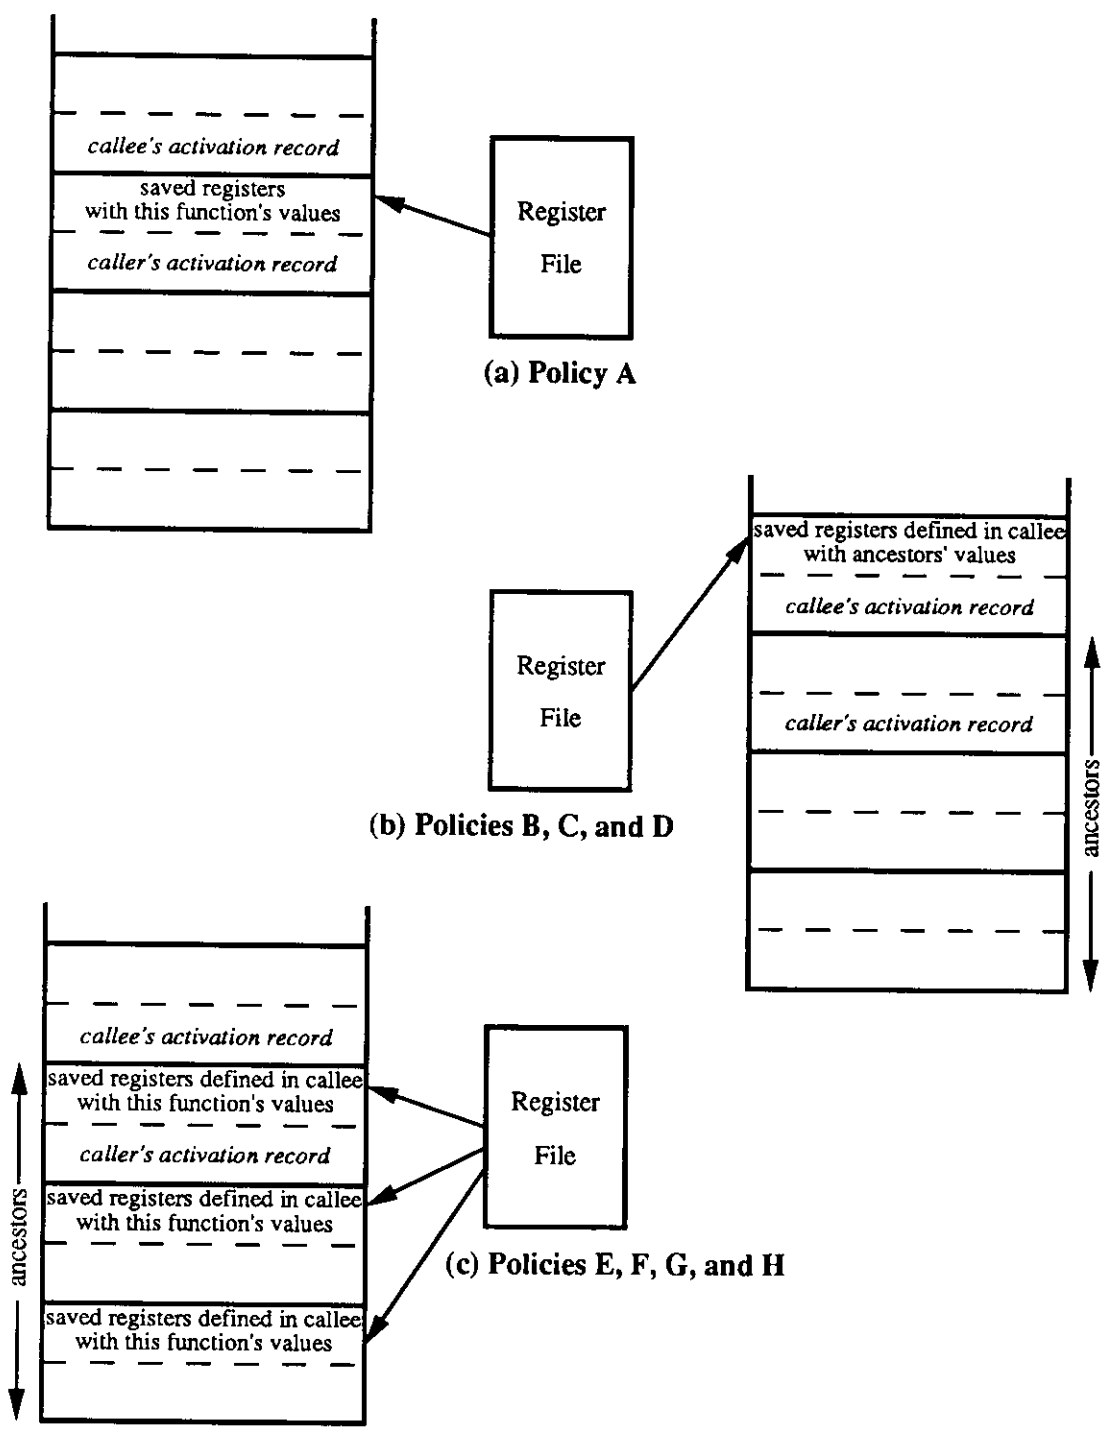 callee's activation record
saved registers
with this function's values
caller's activation record
Register
File
(a) Policy A
saved registers defined in callee
with ancestors' values
callee's activation record
caller's activation record
ancestors
Register
File
(b) Policies B, C, and D
callee's activation record
saved registers defined in callee
with this function's values
caller's activation record
saved registers defined in callee
with this function's values
saved registers defined in callee
with this function's values
ancestors
Register
File
(c) Policies E, F, G, and H